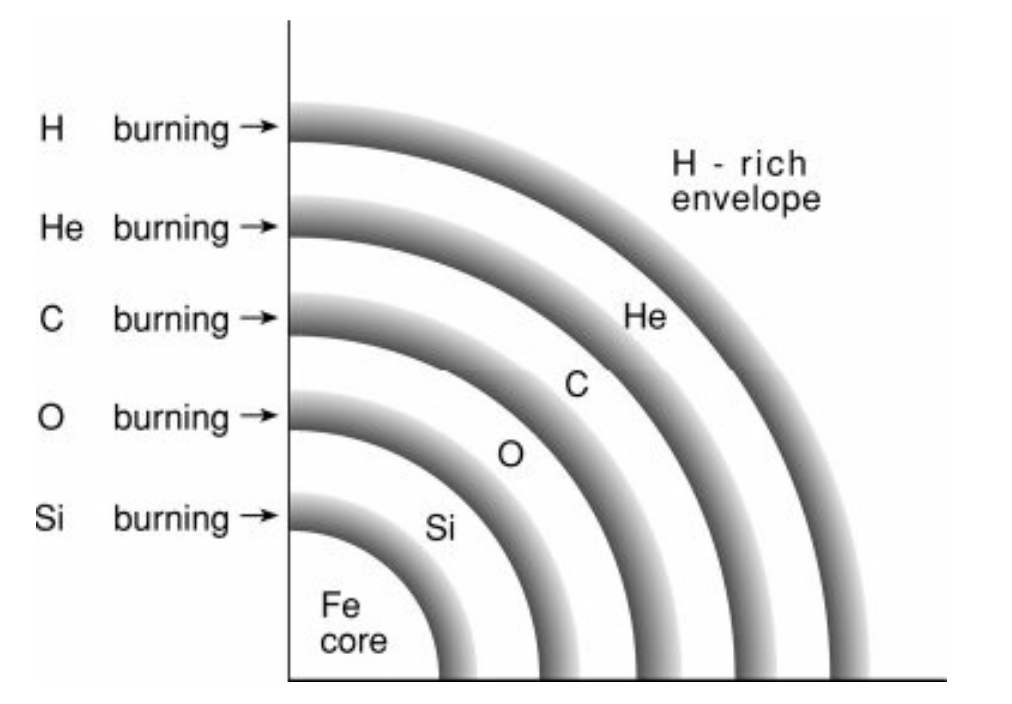 H burning
H - rich
envelope
He burning
He
C burning
C
O burning
O
Si burning
Si
Fe
core